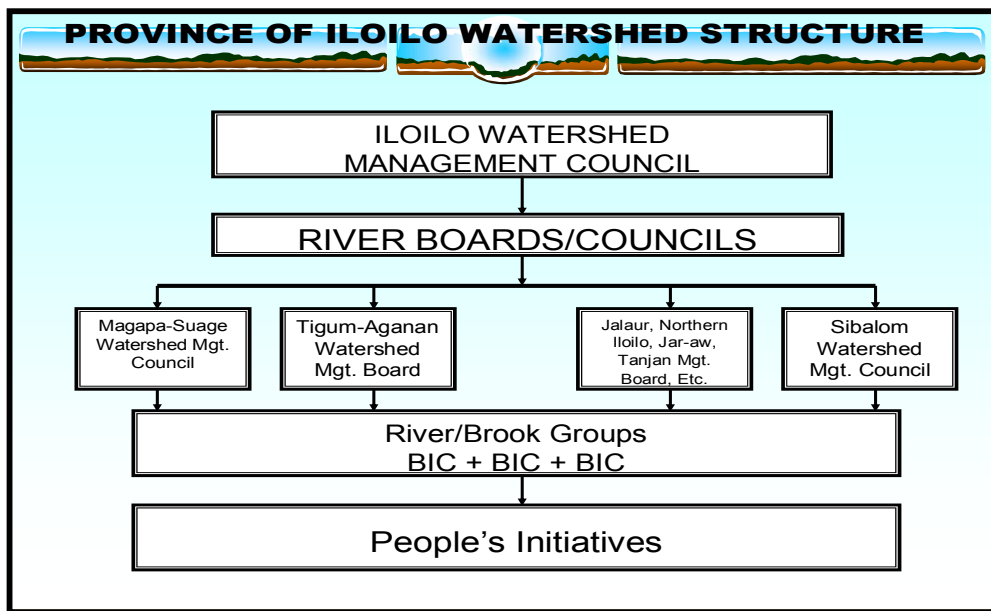 PROVINCE OF ILOILO WATERSHED STRUCTURE
ILOILO WATERSHED
MANAGEMENT COUNCIL
RIVER BOARDS/COUNCILS
Magapa-Suage
Watershed Mgt.
Council
Tigum-Aganan
Watershed
Mgt. Board
Jalaur, Northern
Iloilo, Jar-aw,
Tanjan Mgt.
Board, Etc.
Sibalom
Watershed
Mgt. Council
River/Brook Groups
BIC + BIC + BIC
People’s Initiatives